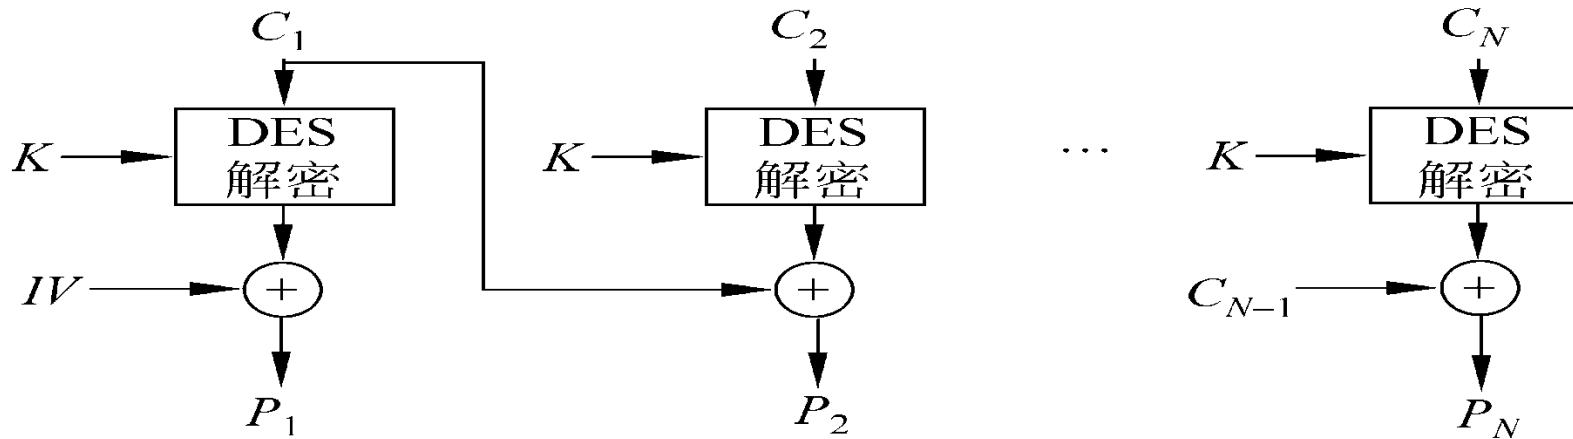 C1 C2 CN
K DES 解密 K DES 解密 … K DES 解密
IV + + CN−1 +
P1 P2 PN